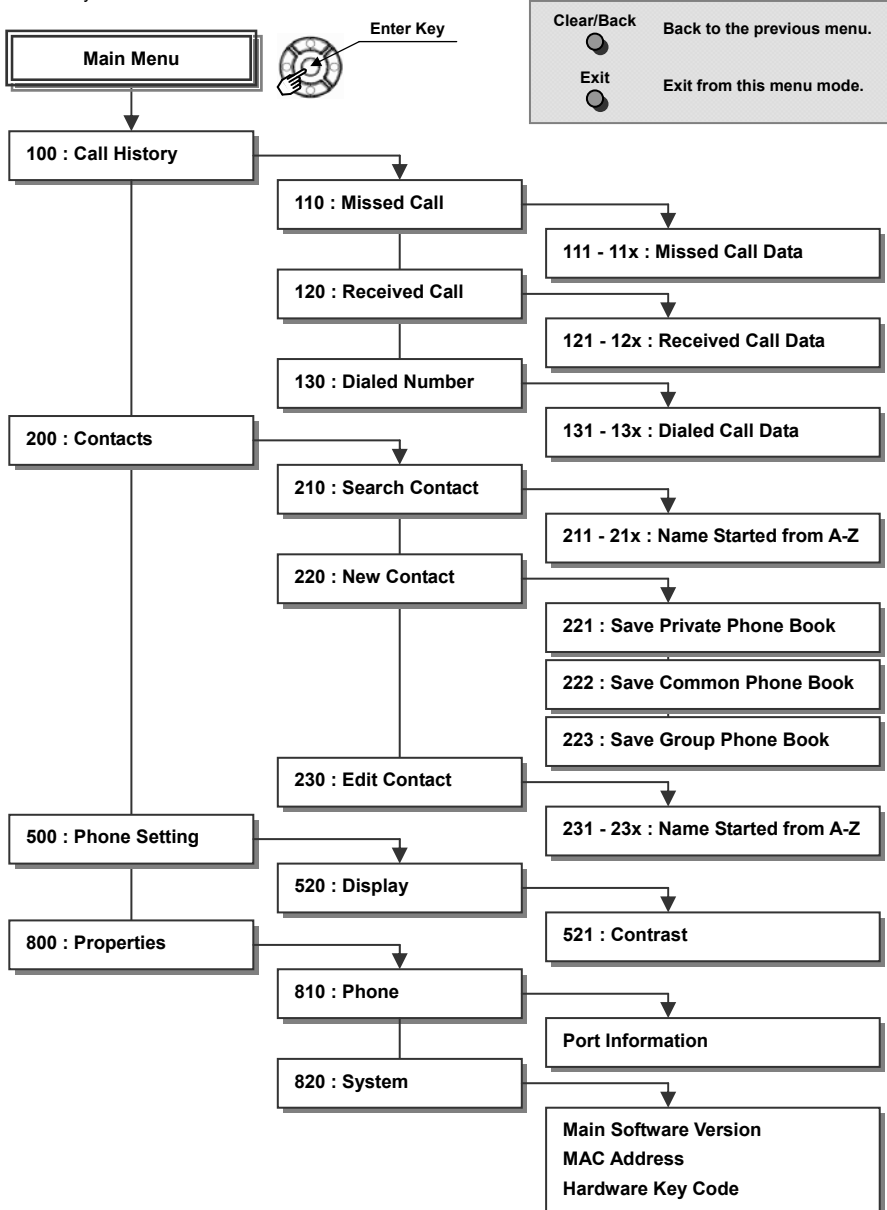 Main Menu
Enter Key
Clear/Back
Back to the previous menu.
Exit
Exit from this menu mode.
100 : Call History
110 : Missed Call
111 - 11x : Missed Call Data
120 : Received Call
121 - 12x : Received Call Data
130 : Dialed Number
131 - 13x : Dialed Call Data
200 : Contacts
210 : Search Contact
211 - 21x : Name Started from A-Z
220 : New Contact
221 : Save Private Phone Book
222 : Save Common Phone Book
223 : Save Group Phone Book
230 : Edit Contact
231 - 23x : Name Started from A-Z
500 : Phone Setting
520 : Display
521 : Contrast
800 : Properties
810 : Phone
Port Information
820 : System
Main Software Version
MAC Address
Hardware Key Code